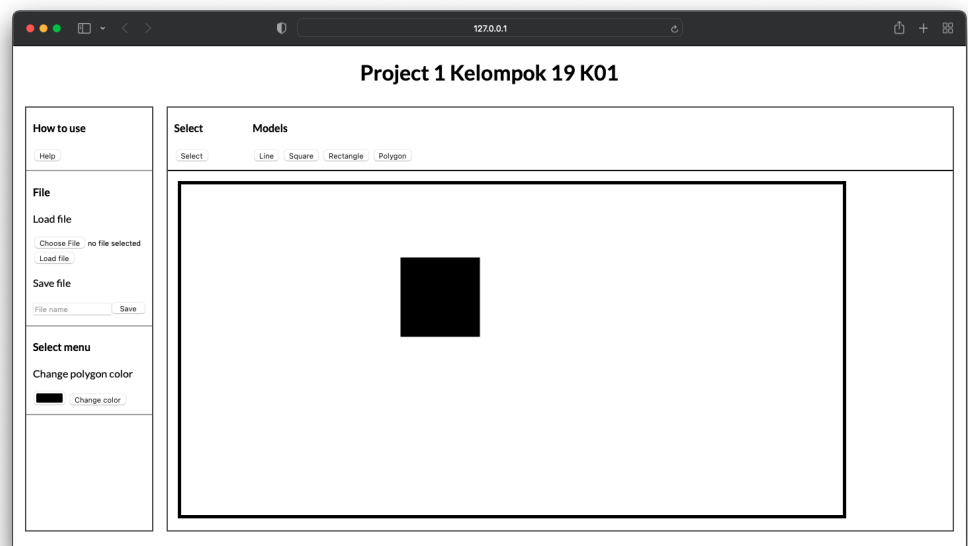 127.0.0.1
Project 1 Kelompok 19 K01
How to use
Help
File
Load file
Choose File no file selected
Load file
Save file
File name Save
Select menu
Change polygon color
Change color
Select Models
Select Line Square Rectangle Polygon